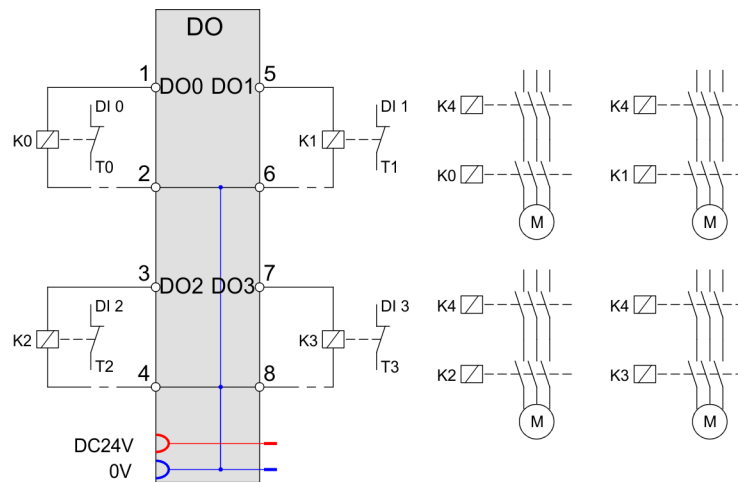 DO
1 5
DO0 DO1
DI 0 DI 1
K0 K1
T0 T1
2 6
3 7
DO2 DO3
DI 2 DI 3
K2 K3
T2 T3
4 8
DC24V
0V
K4 K4
K0 K1
M M
K4 K4
K2 K3
M M